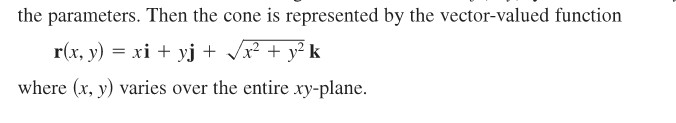 the parameters. Then the cone is represented by the vector-valued function
r(x, y) = xi + yj + √x² + y² k
where (x, y) varies over the entire xy-plane.